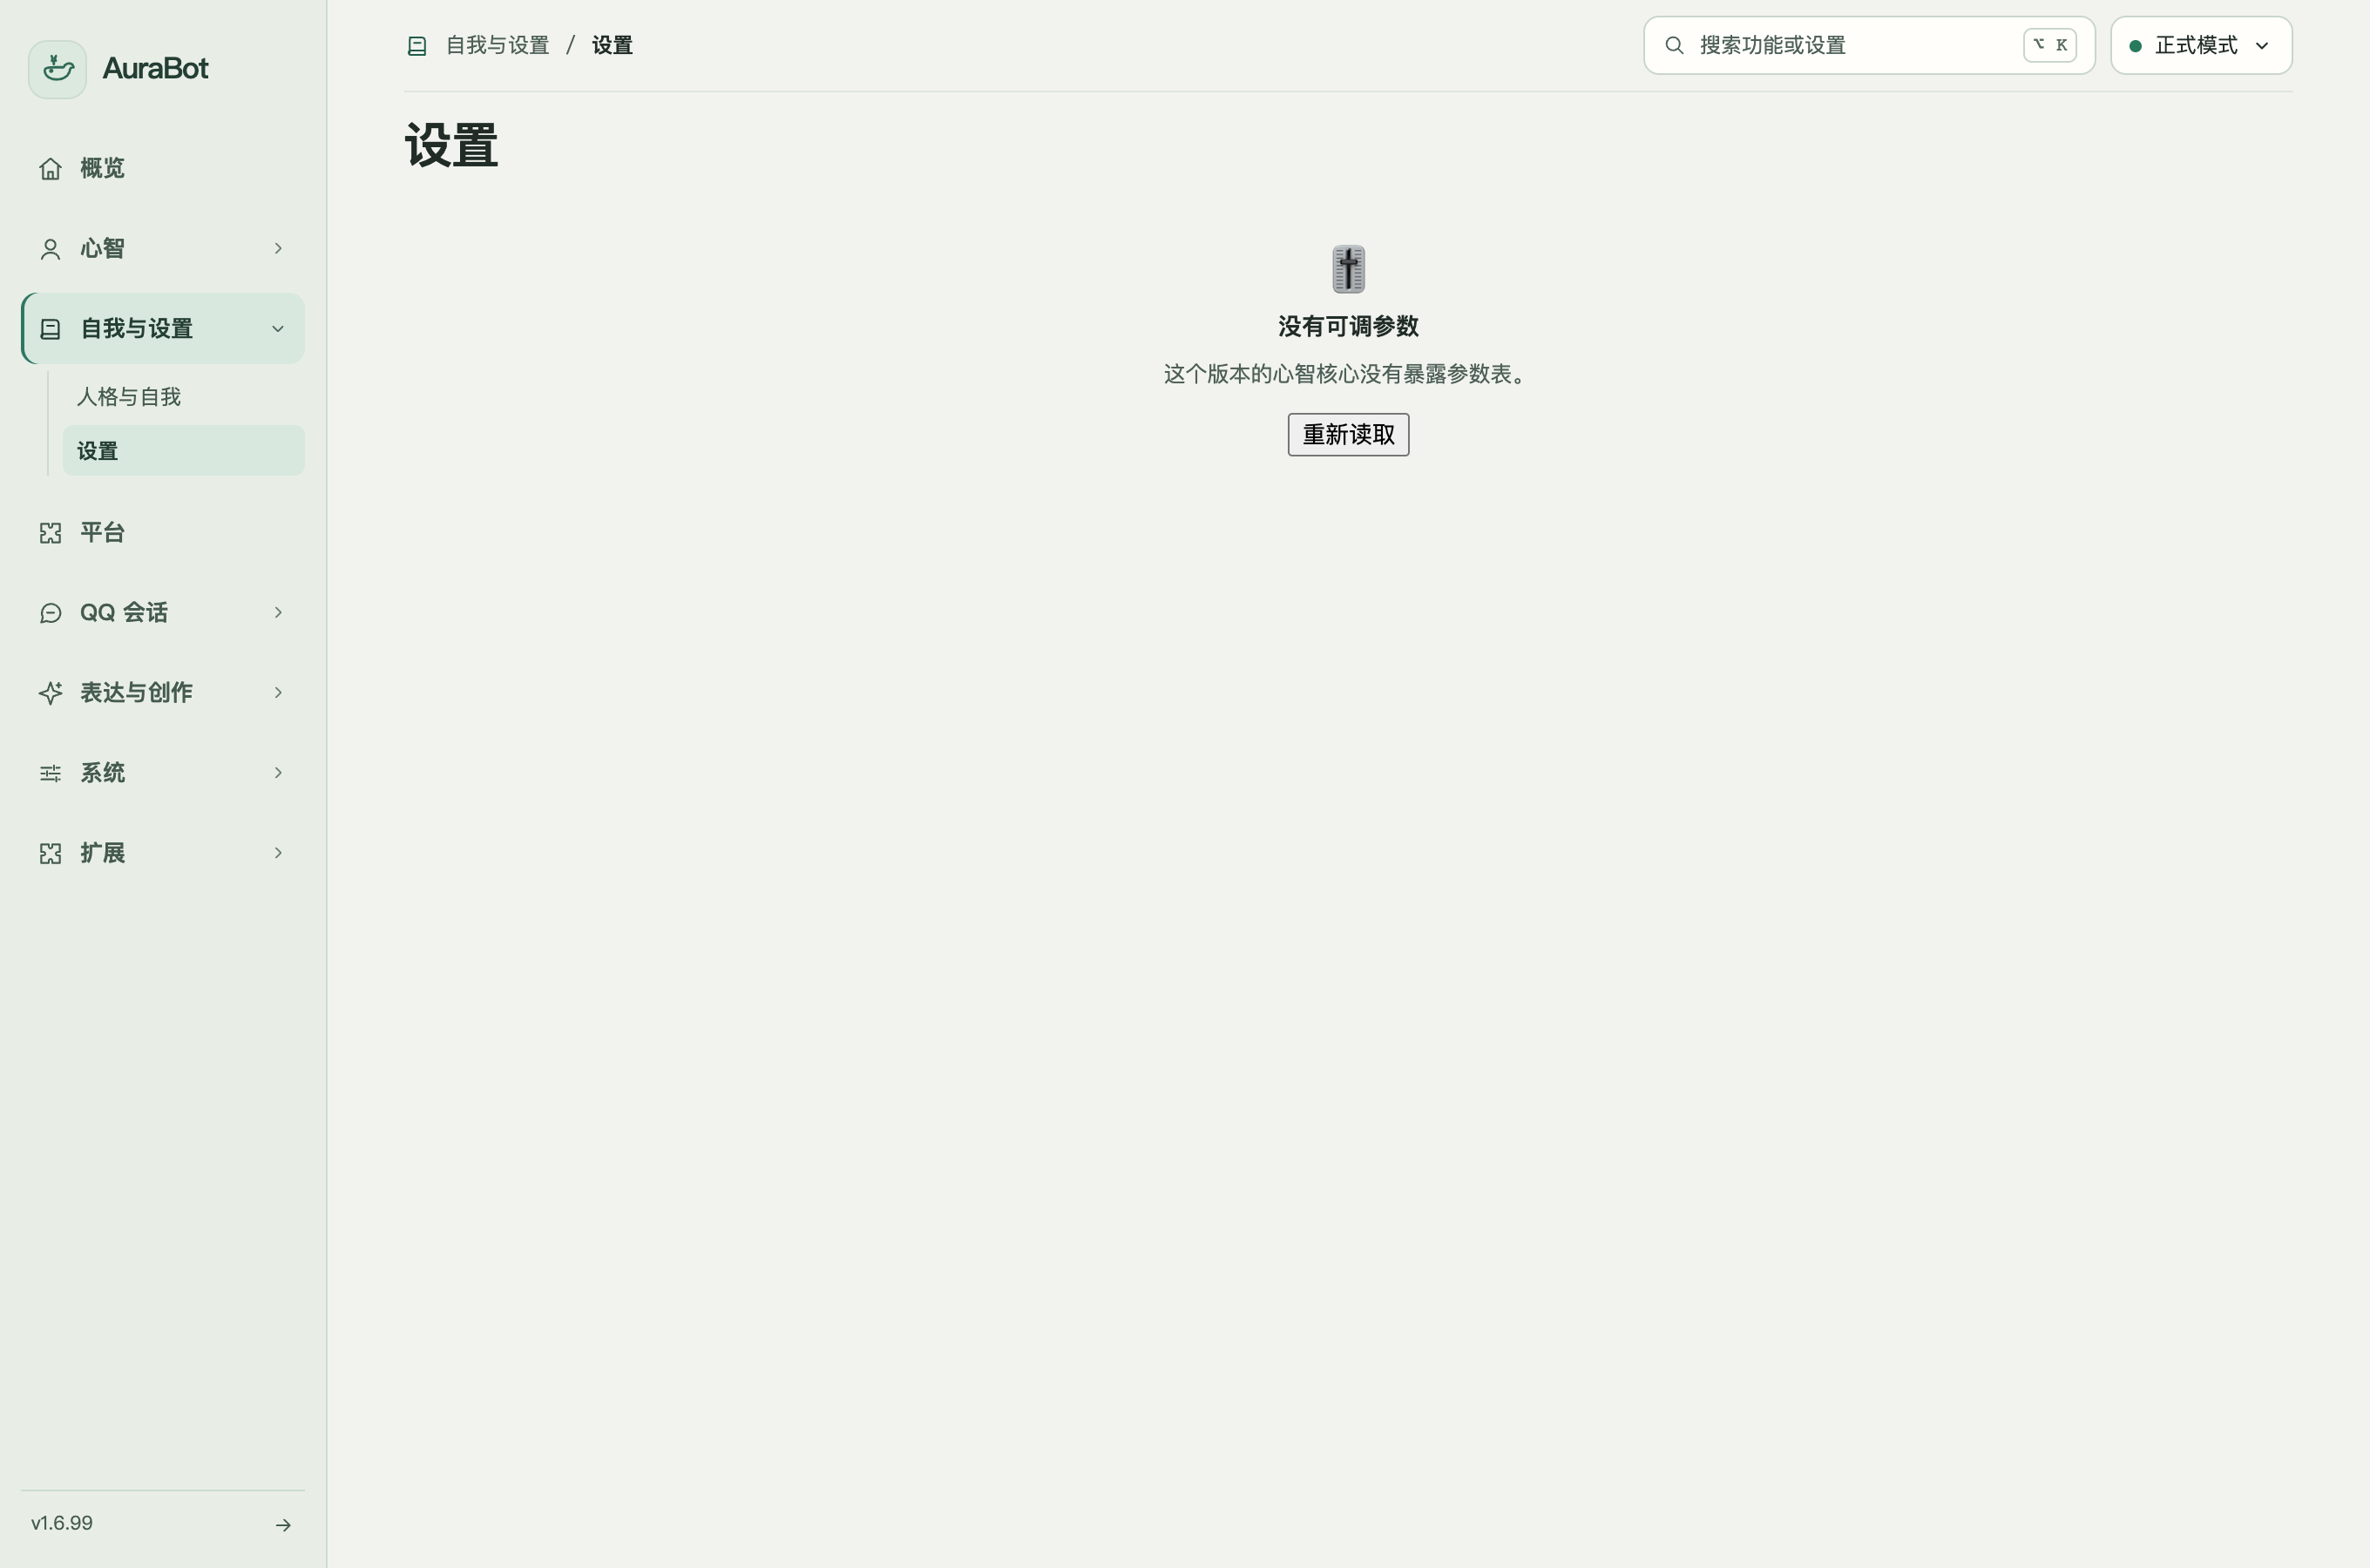 AuraBot
概览
心智
自我与设置
人格与自我
设置
平台
QQ 会话
表达与创作
系统
扩展
v1.6.99
自我与设置 / 设置
搜索功能或设置
⌥ K
正式模式
设置
没有可调参数
这个版本的心智核心没有暴露参数表。
重新读取